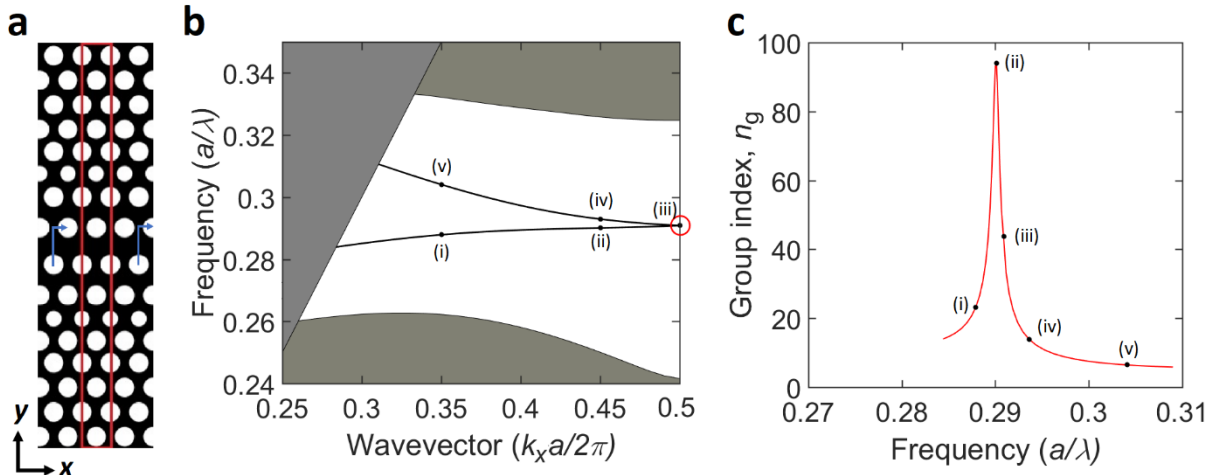 a
y
x
b
Frequency (a/λ)
0.34
0.32
0.3
0.28
0.26
0.24
(v)
(iv)
(iii)
(i)
(ii)
0.25
0.3
0.35
0.4
0.45
0.5
Wavevector (kₓa/2π)
c
Group index, n_g
100
80
60
40
20
0
(ii)
(iii)
(i)
(iv)
(v)
0.27
0.28
0.29
0.3
0.31
Frequency (a/λ)